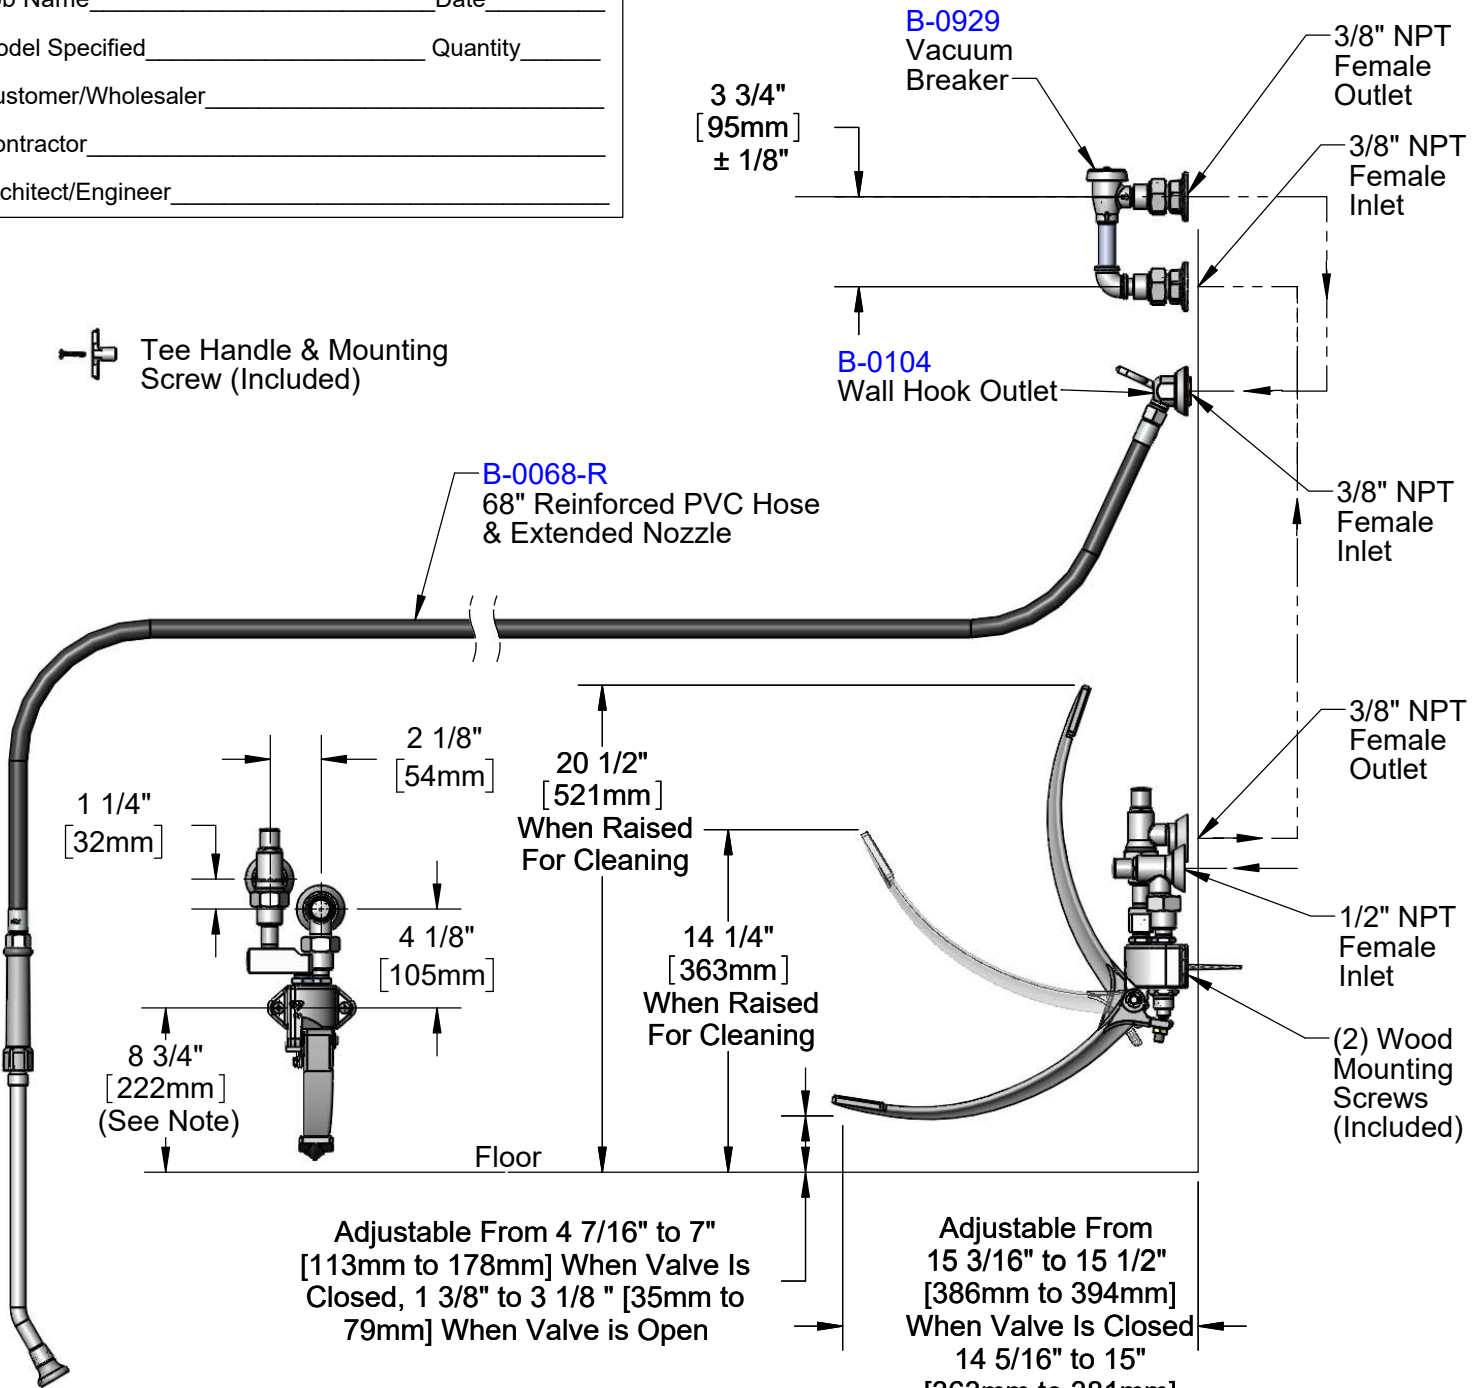 Date
Specified Quantity
Customer/Wholesaler
B-0929
Vacuum
Breaker
3/8" NPT
Female
Outlet
3 3/4"
[95mm]
± 1/8"
3/8" NPT
Female
Inlet
Tee Handle & Mounting
Screw (Included)
B-0104
Wall Hook Outlet
B-0068-R
68" Reinforced PVC Hose
& Extended Nozzle
3/8" NPT
Female
Inlet
2 1/8"
[54mm]
1 1/4"
[32mm]
20 1/2"
[521mm]
When Raised
For Cleaning
3/8" NPT
Female
Outlet
4 1/8"
[105mm]
14 1/4"
[363mm]
When Raised
For Cleaning
1/2" NPT
Female
Inlet
8 3/4"
[222mm]
(See Note)
(2) Wood
Mounting
Screws
(Included)
Floor
Adjustable From 4 7/16" to 7"
[113mm to 178mm] When Valve Is
Closed, 1 3/8" to 3 1/8 " [35mm to
79mm] When Valve is Open
Adjustable From
15 3/16" to 15 1/2"
[386mm to 394mm]
When Valve Is Closed
14 5/16" to 15"
[363mm to 381mm]